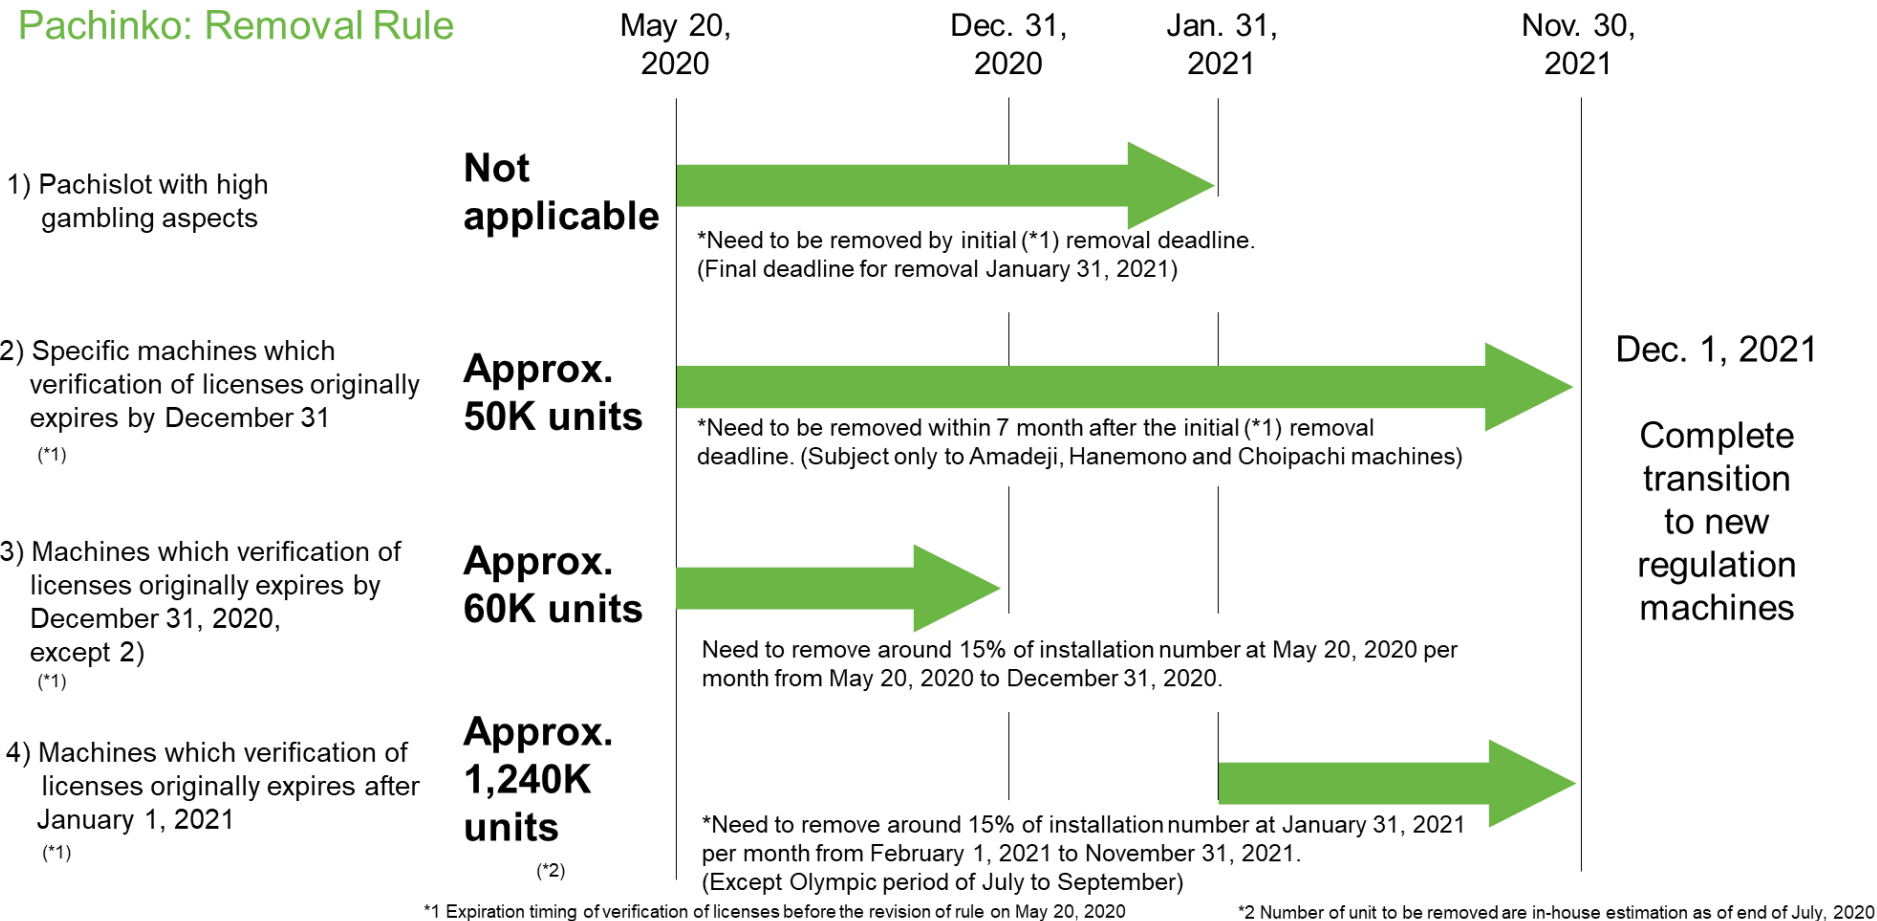 Pachinko: Removal Rule
May 20,
2020
Dec. 31,
2020
Jan. 31,
2021
Nov. 30,
2021
1) Pachislot with high
gambling aspects
Not
applicable
*Need to be removed by initial (*1) removal deadline.
(Final deadline for removal January 31, 2021)
2) Specific machines which
verification of licenses originally
expires by December 31
(*1)
Approx.
50K units
*Need to be removed within 7 month after the initial (*1) removal
deadline. (Subject only to Amadeji, Hanemono and Choipachi machines)
3) Machines which verification of
licenses originally expires by
December 31, 2020,
except 2)
(*1)
Approx.
60K units
Need to remove around 15% of installation number at May 20, 2020 per
month from May 20, 2020 to December 31, 2020.
4) Machines which verification of
licenses originally expires after
January 1, 2021
(*1)
Approx.
1,240K
units
(*2)
*Need to remove around 15% of installation number at January 31, 2021
per month from February 1, 2021 to November 31, 2021.
(Except Olympic period of July to September)
Dec. 1, 2021
Complete
transition
to new
regulation
machines
*1 Expiration timing of verification of licenses before the revision of rule on May 20, 2020
*2 Number of unit to be removed are in-house estimation as of end of July, 2020